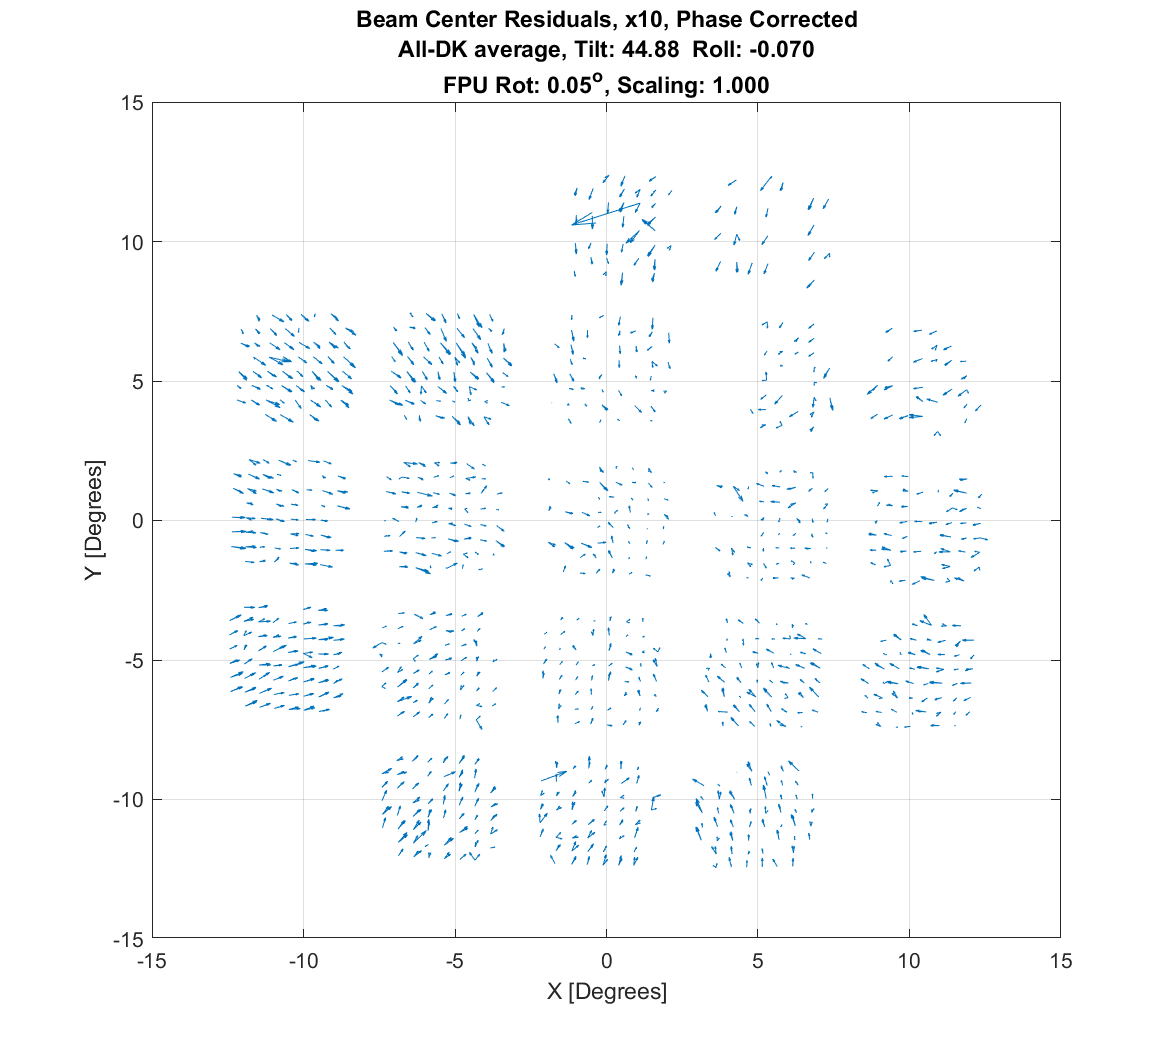 Beam Center Residuals, x10, Phase Corrected
All-DK average, Tilt: 44.88 Roll: -0.070
FPU Rot: 0.05o, Scaling: 1.000
15
10
5
0
-5
-10
-15
Y [Degrees]
-15 -10 -5 0 5 10 15
X [Degrees]